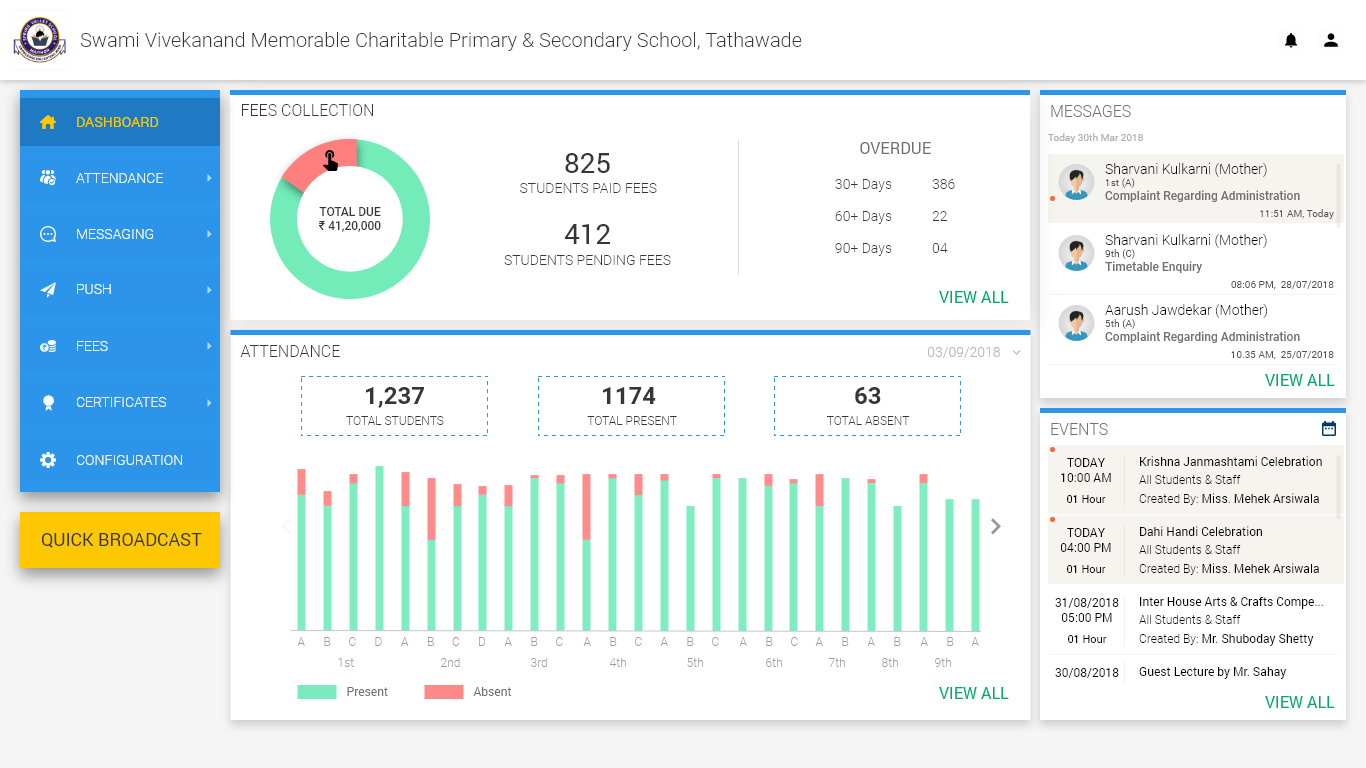 Swami Vivekanand Memorable Charitable Primary & Secondary School, Tathawade
DASHBOARD
ATTENDANCE
MESSAGING
PUSH
FEES
CERTIFICATES
CONFIGURATION
QUICK BROADCAST
FEES COLLECTION
TOTAL DUE
₹ 41,20,000
825
STUDENTS PAID FEES
412
STUDENTS PENDING FEES
OVERDUE
30+ Days 386
60+ Days 22
90+ Days 04
VIEW ALL
ATTENDANCE
03/09/2018
1,237
TOTAL STUDENTS
1174
TOTAL PRESENT
63
TOTAL ABSENT
A B C D A B C D A B C A B C A B C A B C A B A B A B A
1st 2nd 3rd 4th 5th 6th 7th 8th 9th
Present Absent
VIEW ALL
MESSAGES
Today 30th Mar 2018
Sharvani Kulkarni (Mother)
1st (A)
Complaint Regarding Administration
11:51 AM, Today
Sharvani Kulkarni (Mother)
9th (C)
Timetable Enquiry
08:06 PM, 28/07/2018
Aarush Jawdekar (Mother)
5th (A)
Complaint Regarding Administration
10.35 AM, 25/07/2018
VIEW ALL
EVENTS
TODAY
10:00 AM
01 Hour
Krishna Janmashtami Celebration
All Students & Staff
Created By: Miss. Mehek Arsiwala
TODAY
04:00 PM
01 Hour
Dahi Handi Celebration
All Students & Staff
Created By: Miss. Mehek Arsiwala
31/08/2018
05:00 PM
01 Hour
Inter House Arts & Crafts Compe...
All Students & Staff
Created By: Mr. Shuboday Shetty
30/08/2018
Guest Lecture by Mr. Sahay
VIEW ALL